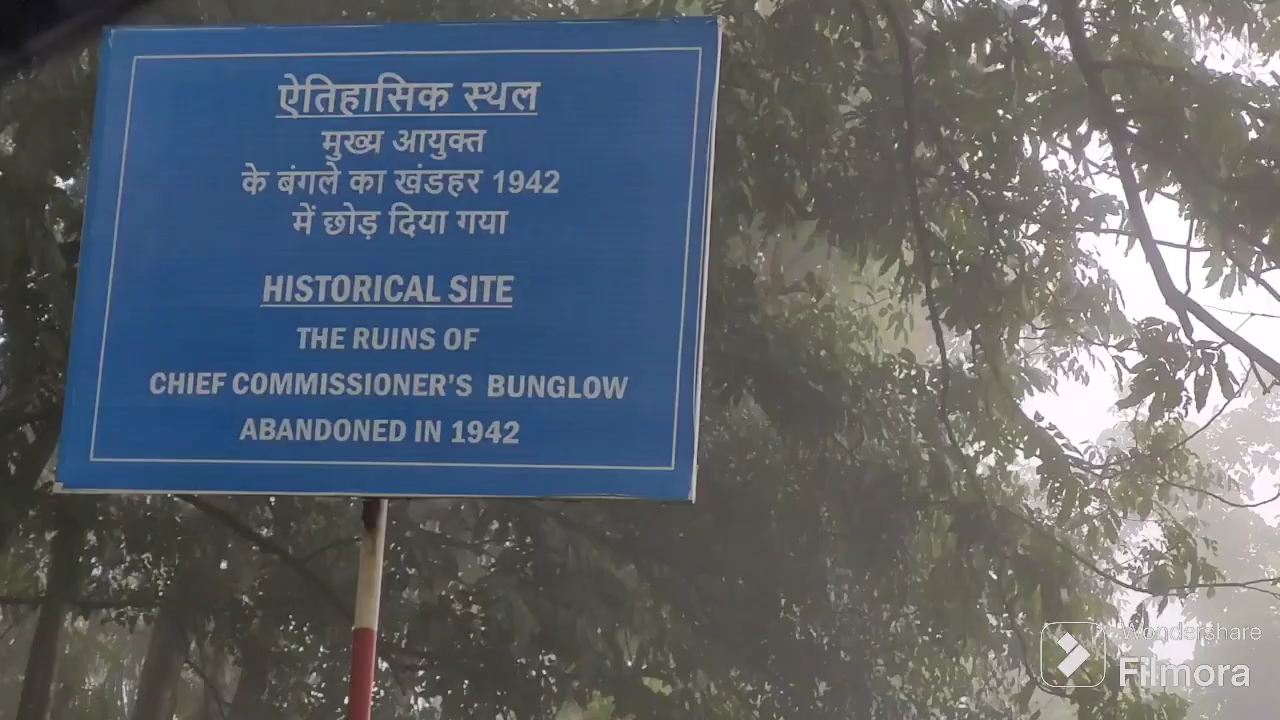 ऐतिहासिक स्थल
मुख्य आयुक्त
के बंगले का खंडहर 1942
में छोड़ दिया गया
HISTORICAL SITE
THE RUINS OF
CHIEF COMMISSIONER'S BUNGLOW
ABANDONED IN 1942
Wondershare
Filmora